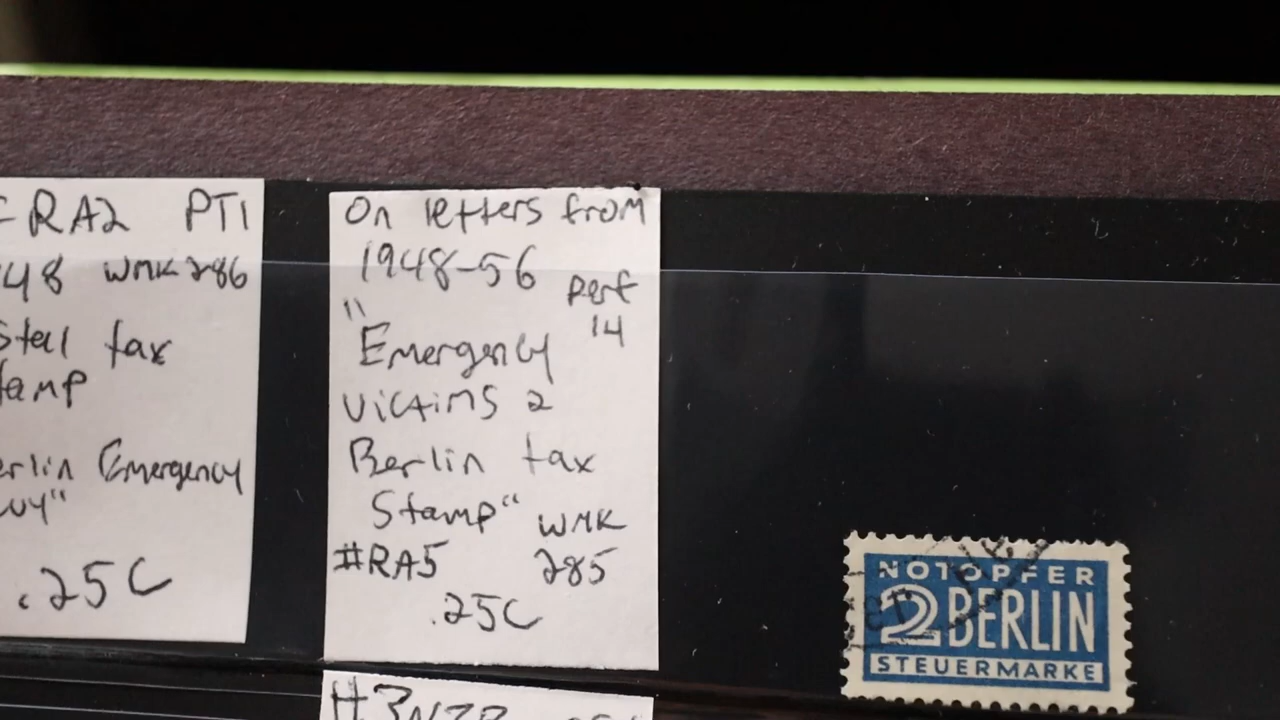 RA2 PT1
48 WMK 286
tax
Berlin Emergency
.25C
On letters from
1948-56
perf
14
"Emergency
victims 2
Berlin tax
Stamp" WMK
#RA5 285
.25C
NOTOPFER
2 BERLIN
STEUERMARKE